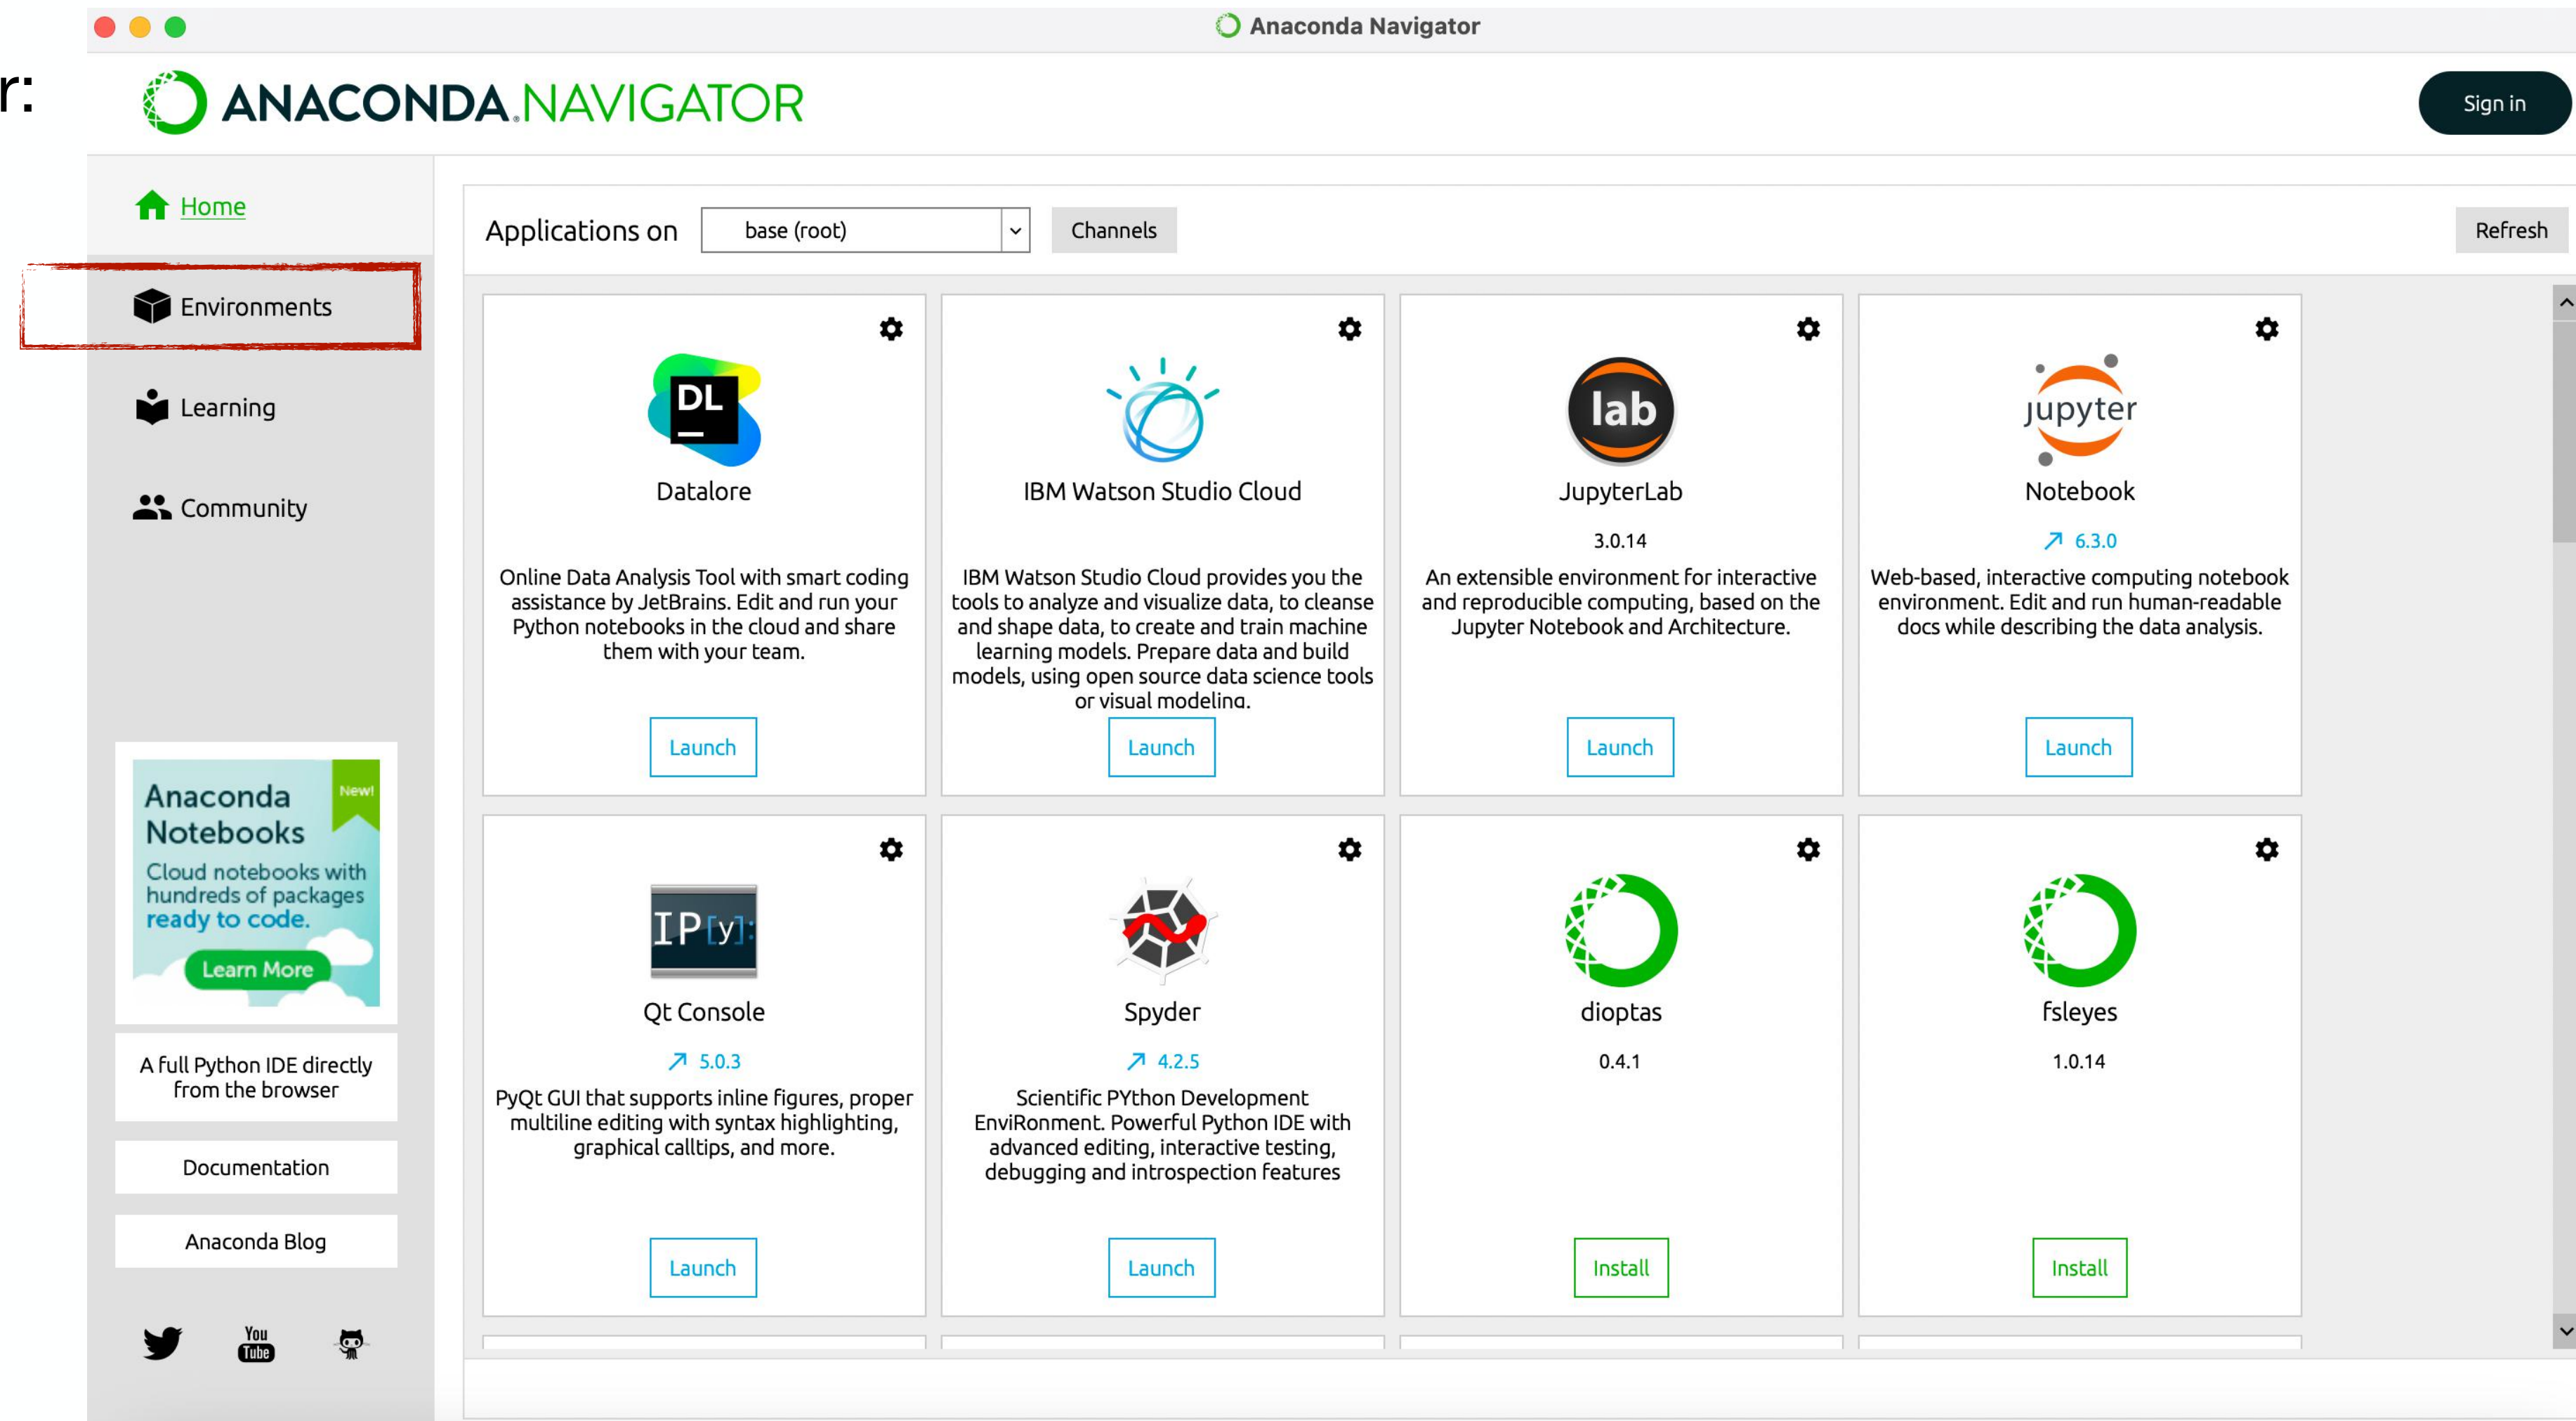 Anaconda Navigator
r:
ANACONDA.NAVIGATOR
Sign in
Home
Environments
Learning
Community
Applications on
base (root)
Channels
Refresh
DL
Datalore
Online Data Analysis Tool with smart coding
assistance by JetBrains. Edit and run your
Python notebooks in the cloud and share
them with your team.
Launch
IBM Watson Studio Cloud
IBM Watson Studio Cloud provides you the
tools to analyze and visualize data, to cleanse
and shape data, to create and train machine
learning models. Prepare data and build
models, using open source data science tools
or visual modeling.
Launch
lab
JupyterLab
3.0.14
An extensible environment for interactive
and reproducible computing, based on the
Jupyter Notebook and Architecture.
Launch
jupyter
Notebook
6.3.0
Web-based, interactive computing notebook
environment. Edit and run human-readable
docs while describing the data analysis.
Launch
IP[y]:
Qt Console
5.0.3
PyQt GUI that supports inline figures, proper
multiline editing with syntax highlighting,
graphical calltips, and more.
Launch
Spyder
4.2.5
Scientific PYthon Development
EnviRonment. Powerful Python IDE with
advanced editing, interactive testing,
debugging and introspection features
Launch
dioptas
0.4.1
Install
fsleyes
1.0.14
Install
Anaconda
Notebooks
New!
Cloud notebooks with
hundreds of packages
ready to code.
Learn More
A full Python IDE directly
from the browser
Documentation
Anaconda Blog
You
Tube